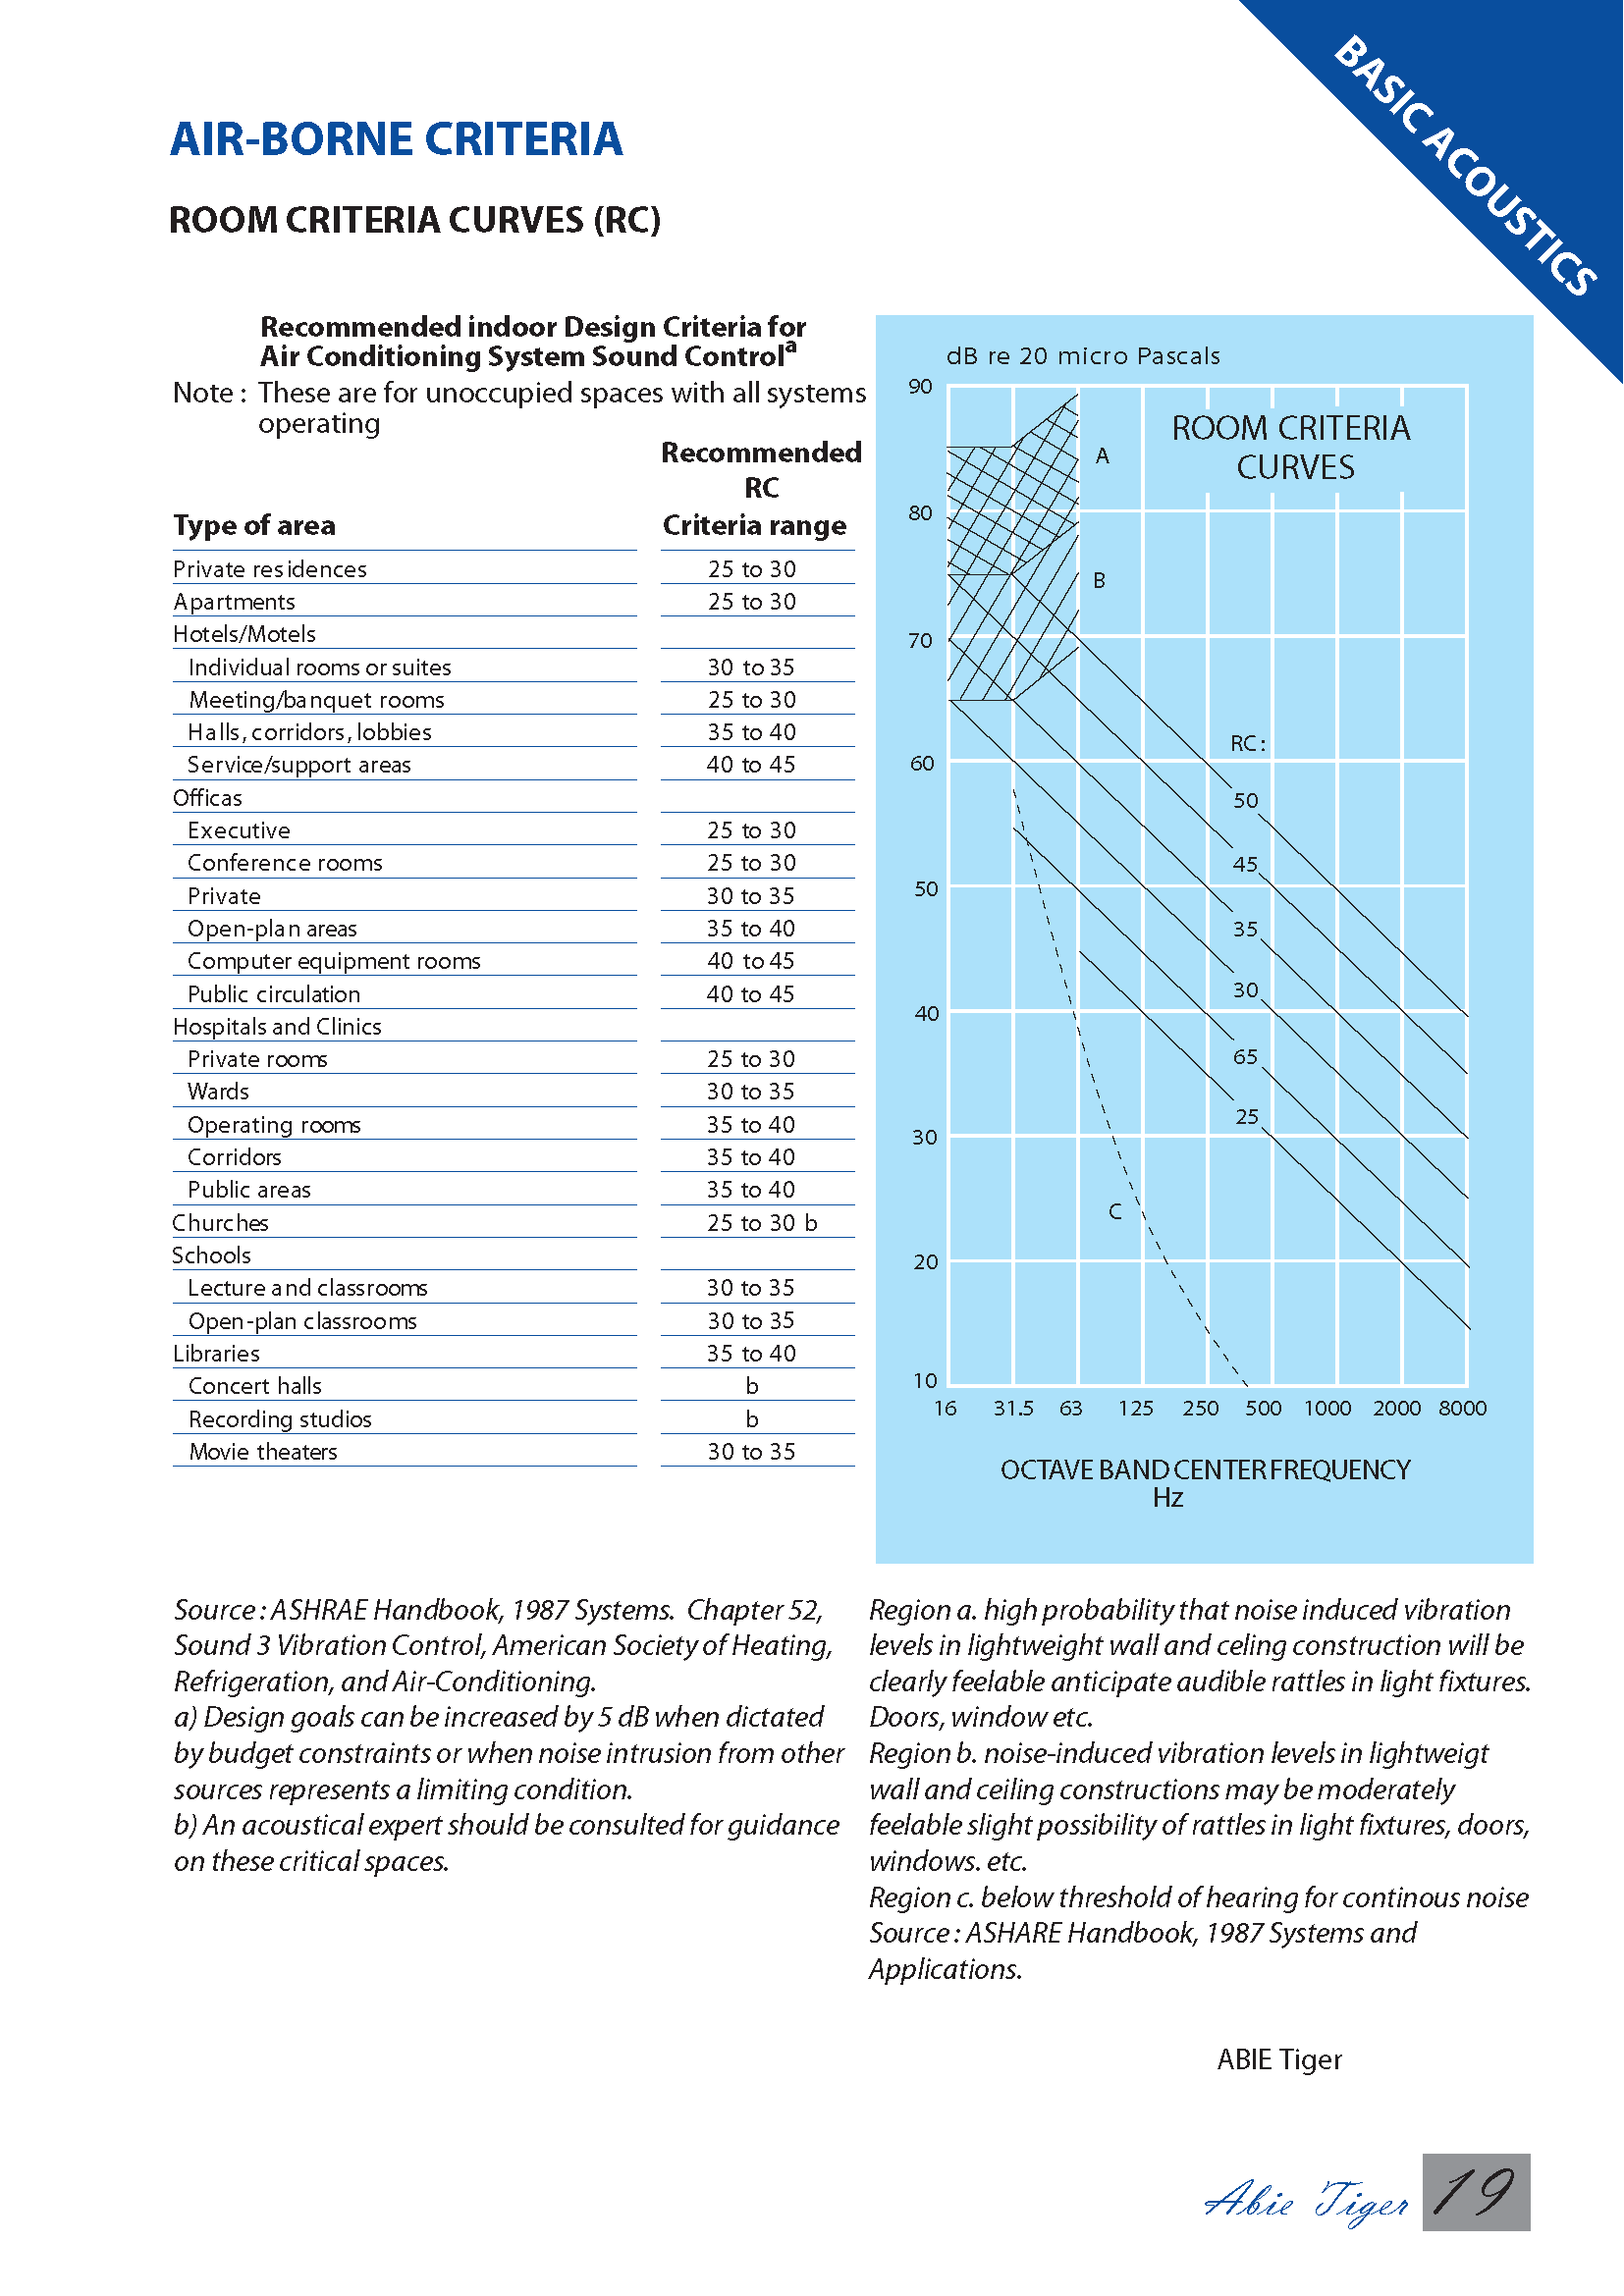 BASIC ACOUSTICS
AIR-BORNE CRITERIA
ROOM CRITERIA CURVES (RC)
Recommended indoor Design Criteria for
Air Conditioning System Sound Control^a
Note : These are for unoccupied spaces with all systems
operating
Recommended
RC
Type of area Criteria range
Private residences 25 to 30
Apartments 25 to 30
Hotels/Motels
Individual rooms or suites 30 to 35
Meeting/banquet rooms 25 to 30
Halls, corridors, lobbies 35 to 40
Service/support areas 40 to 45
Officas
Executive 25 to 30
Conference rooms 25 to 30
Private 30 to 35
Open-plan areas 35 to 40
Computer equipment rooms 40 to 45
Public circulation 40 to 45
Hospitals and Clinics
Private rooms 25 to 30
Wards 30 to 35
Operating rooms 35 to 40
Corridors 35 to 40
Public areas 35 to 40
Churches 25 to 30 b
Schools
Lecture and classrooms 30 to 35
Open-plan classrooms 30 to 35
Libraries 35 to 40
Concert halls b
Recording studios b
Movie theaters 30 to 35
dB re 20 micro Pascals
90
ROOM CRITERIA
CURVES
A
80
B
70
RC :
60
50
45
50
35
30
40
65
25
30
C
20
10
16 31.5 63 125 250 500 1000 2000 8000
OCTAVE BAND CENTER FREQUENCY
Hz
Source : ASHRAE Handbook, 1987 Systems. Chapter 52,
Sound 3 Vibration Control, American Society of Heating,
Refrigeration, and Air-Conditioning.
a) Design goals can be increased by 5 dB when dictated
by budget constraints or when noise intrusion from other
sources represents a limiting condition.
b) An acoustical expert should be consulted for guidance
on these critical spaces.
Region a. high probability that noise induced vibration
levels in lightweight wall and celing construction will be
clearly feelable anticipate audible rattles in light fixtures.
Doors, window etc.
Region b. noise-induced vibration levels in lightweigt
wall and ceiling constructions may be moderately
feelable slight possibility of rattles in light fixtures, doors,
windows. etc.
Region c. below threshold of hearing for continous noise
Source : ASHARE Handbook, 1987 Systems and
Applications.
ABIE Tiger
Abie Tiger 19